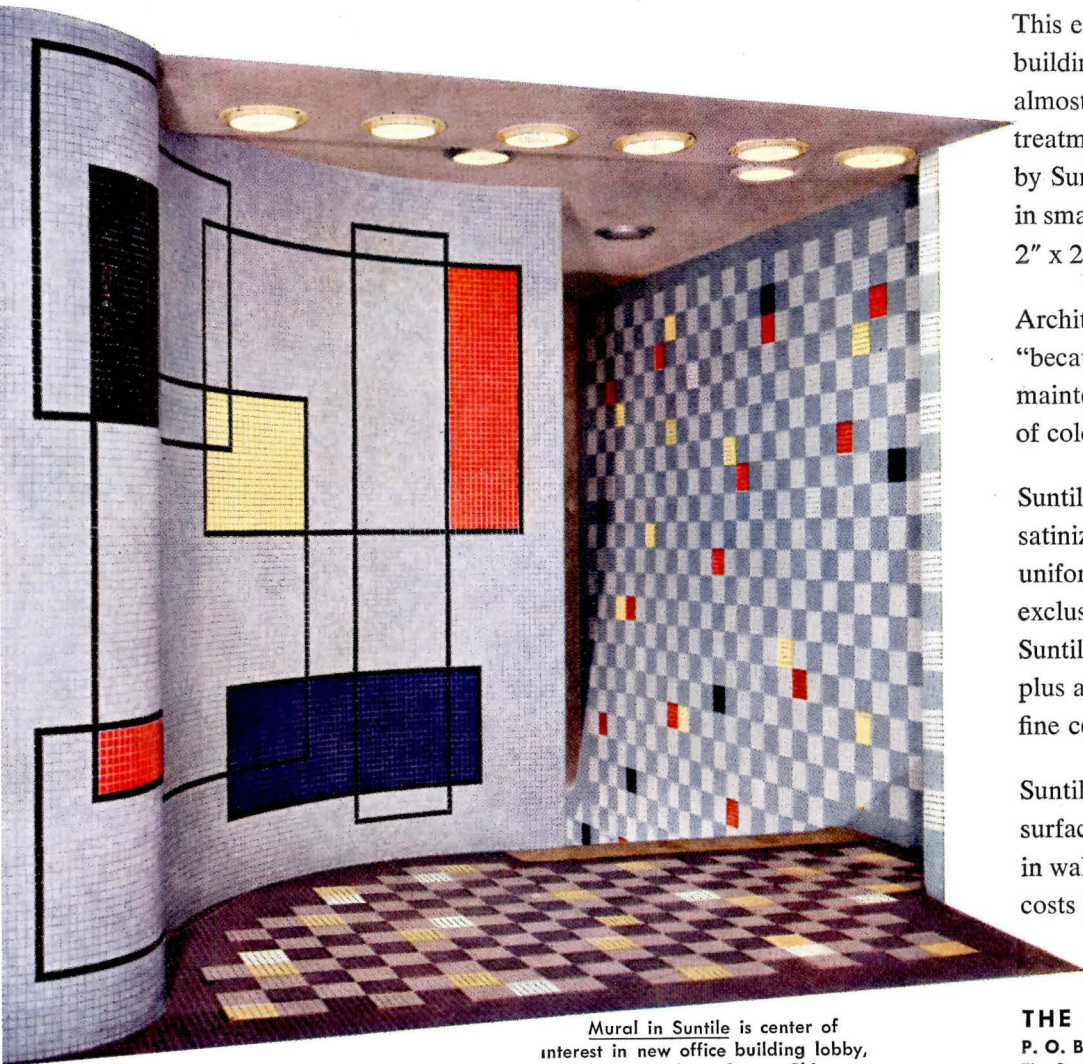 This e
buildin
almost
treatm
by Sun
in sma
2″ x 2
Archit
“becau
mainte
of colo
Suntil
satiniz
unifor
exclus
Suntil
plus a
fine co
Suntil
surfac
in wal
costs
Mural in Suntile is center of
interest in new office building lobby,
THE
P. O. B